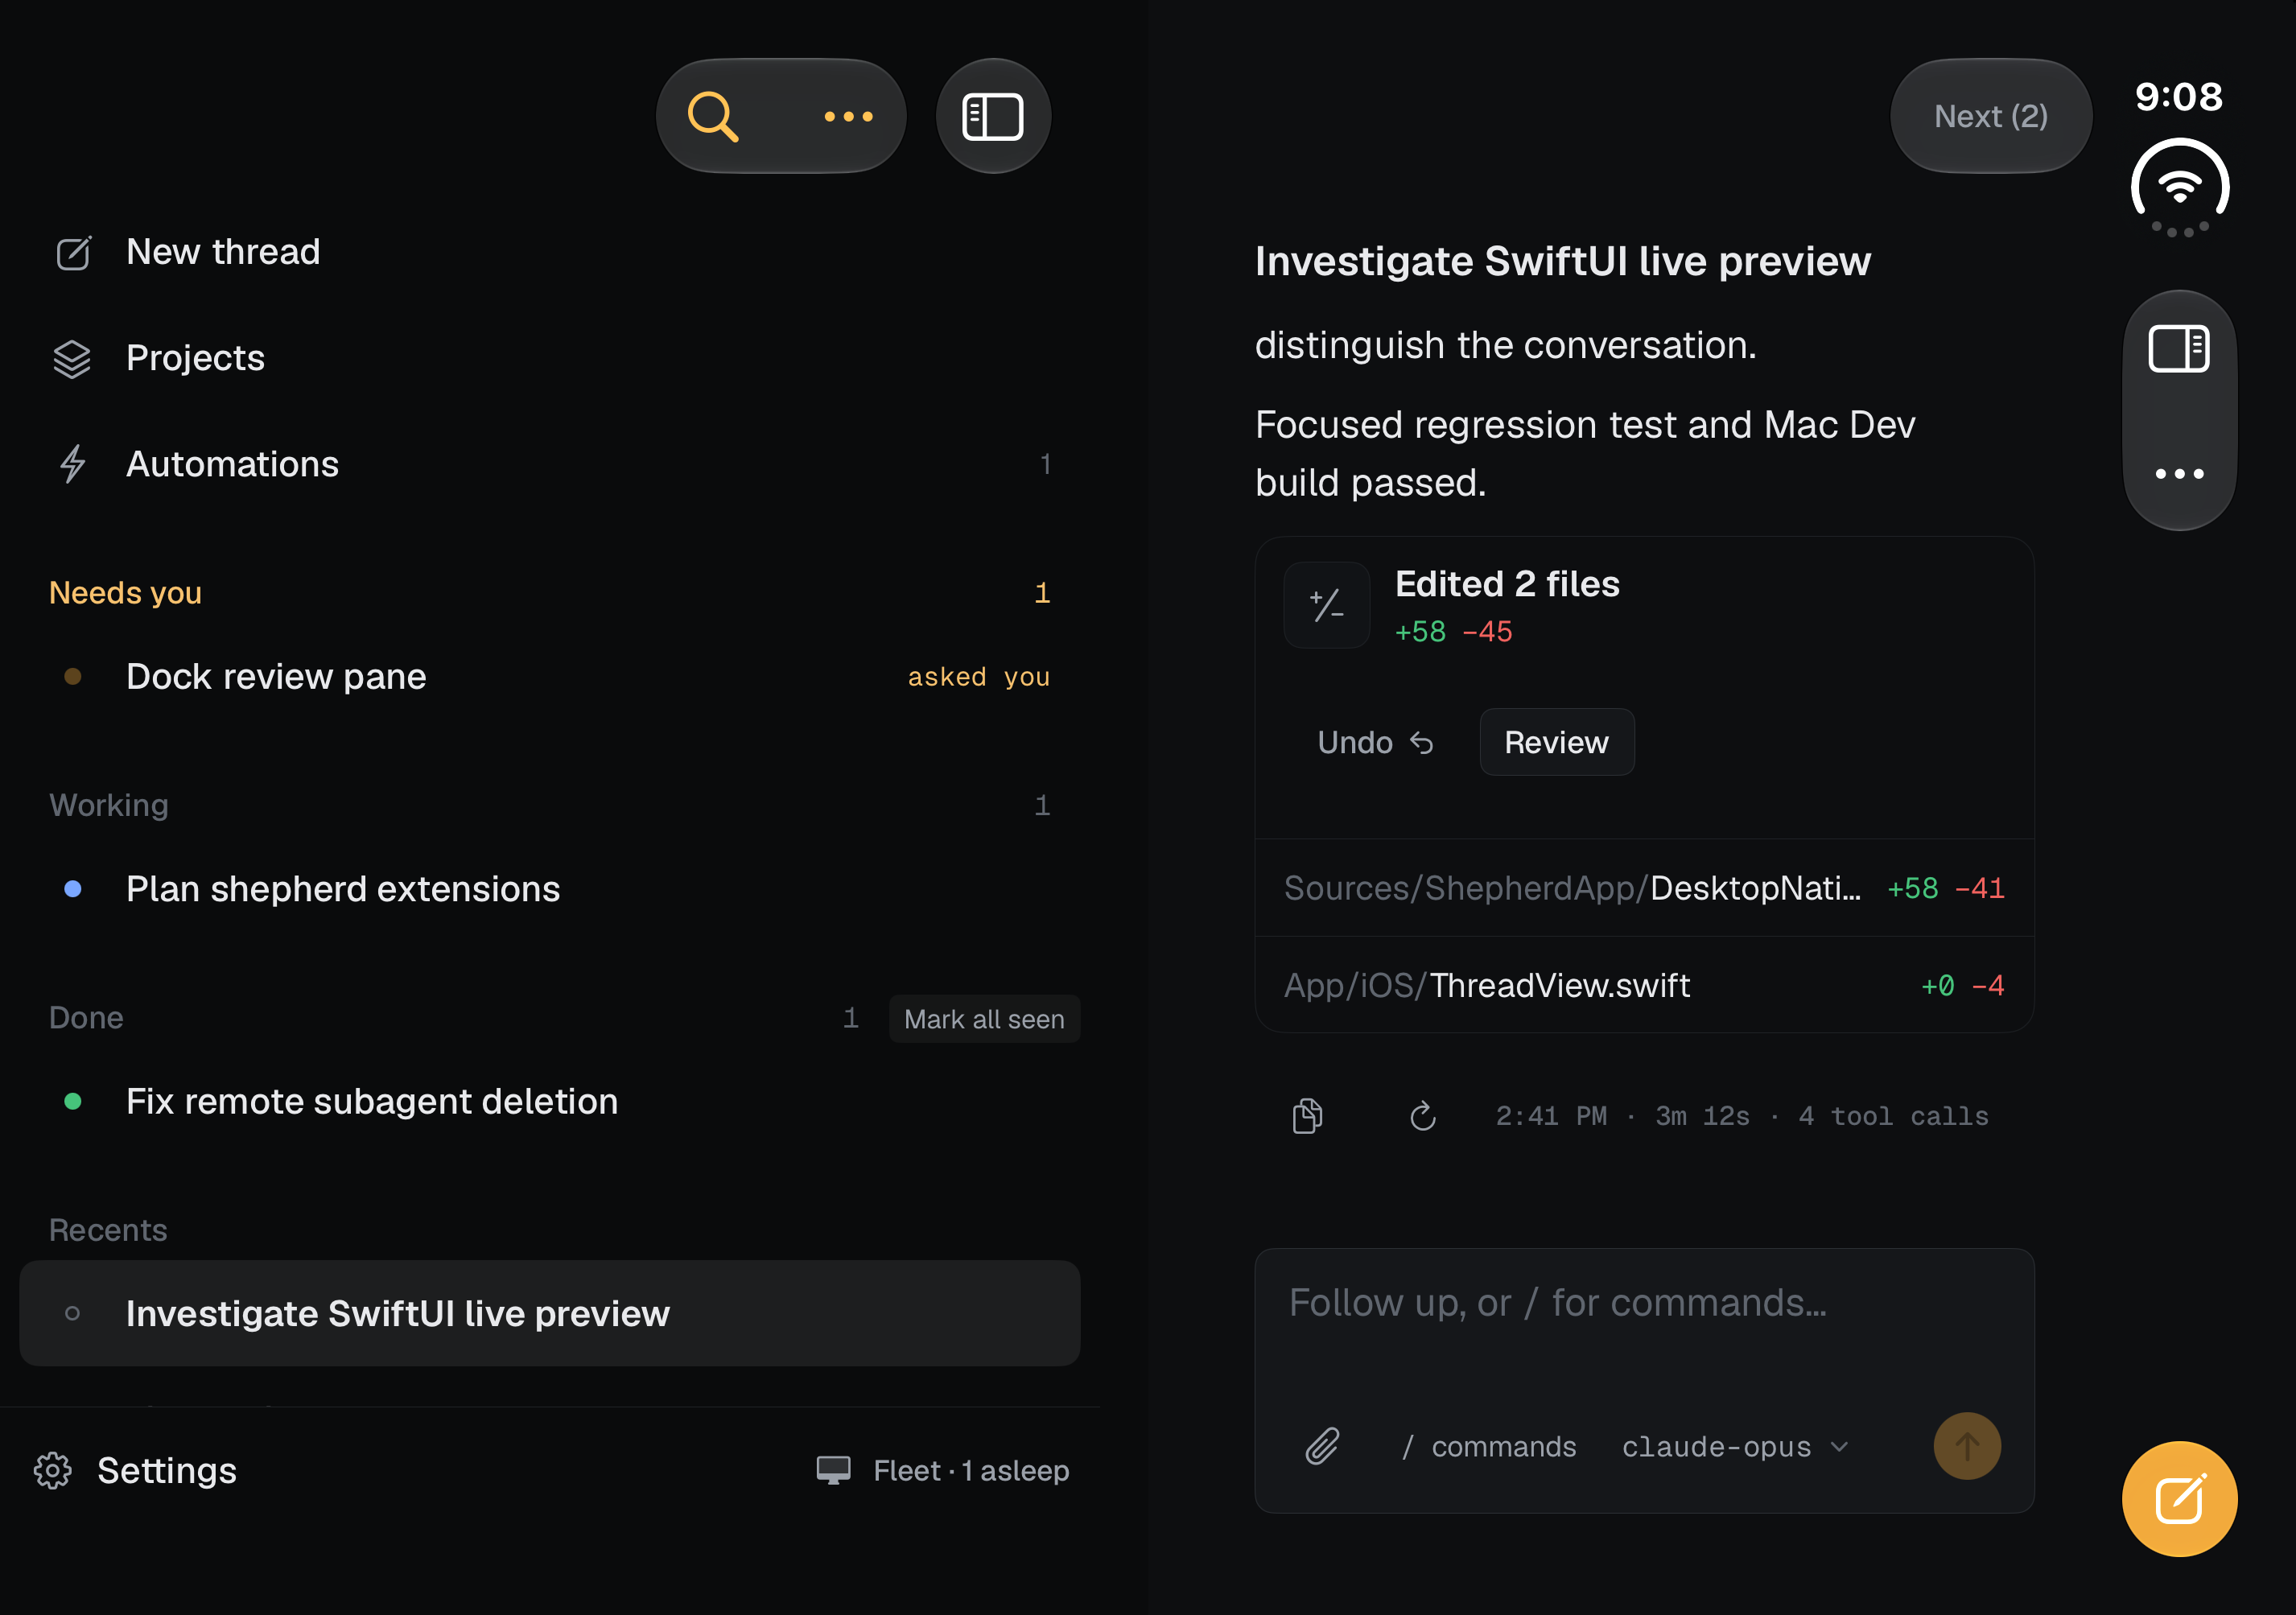 New thread
Projects
Automations 1
Needs you 1
Dock review pane asked you
Working 1
Plan shepherd extensions
Done 1 Mark all seen
Fix remote subagent deletion
Recents
Investigate SwiftUI live preview
Settings Fleet · 1 asleep
Next (2)
9:08
Investigate SwiftUI live preview
distinguish the conversation.
Focused regression test and Mac Dev
build passed.
Edited 2 files
+58 −45
Undo Review
Sources/ShepherdApp/DesktopNati… +58 −41
App/iOS/ThreadView.swift +0 −4
2:41 PM · 3m 12s · 4 tool calls
Follow up, or / for commands…
/ commands claude-opus